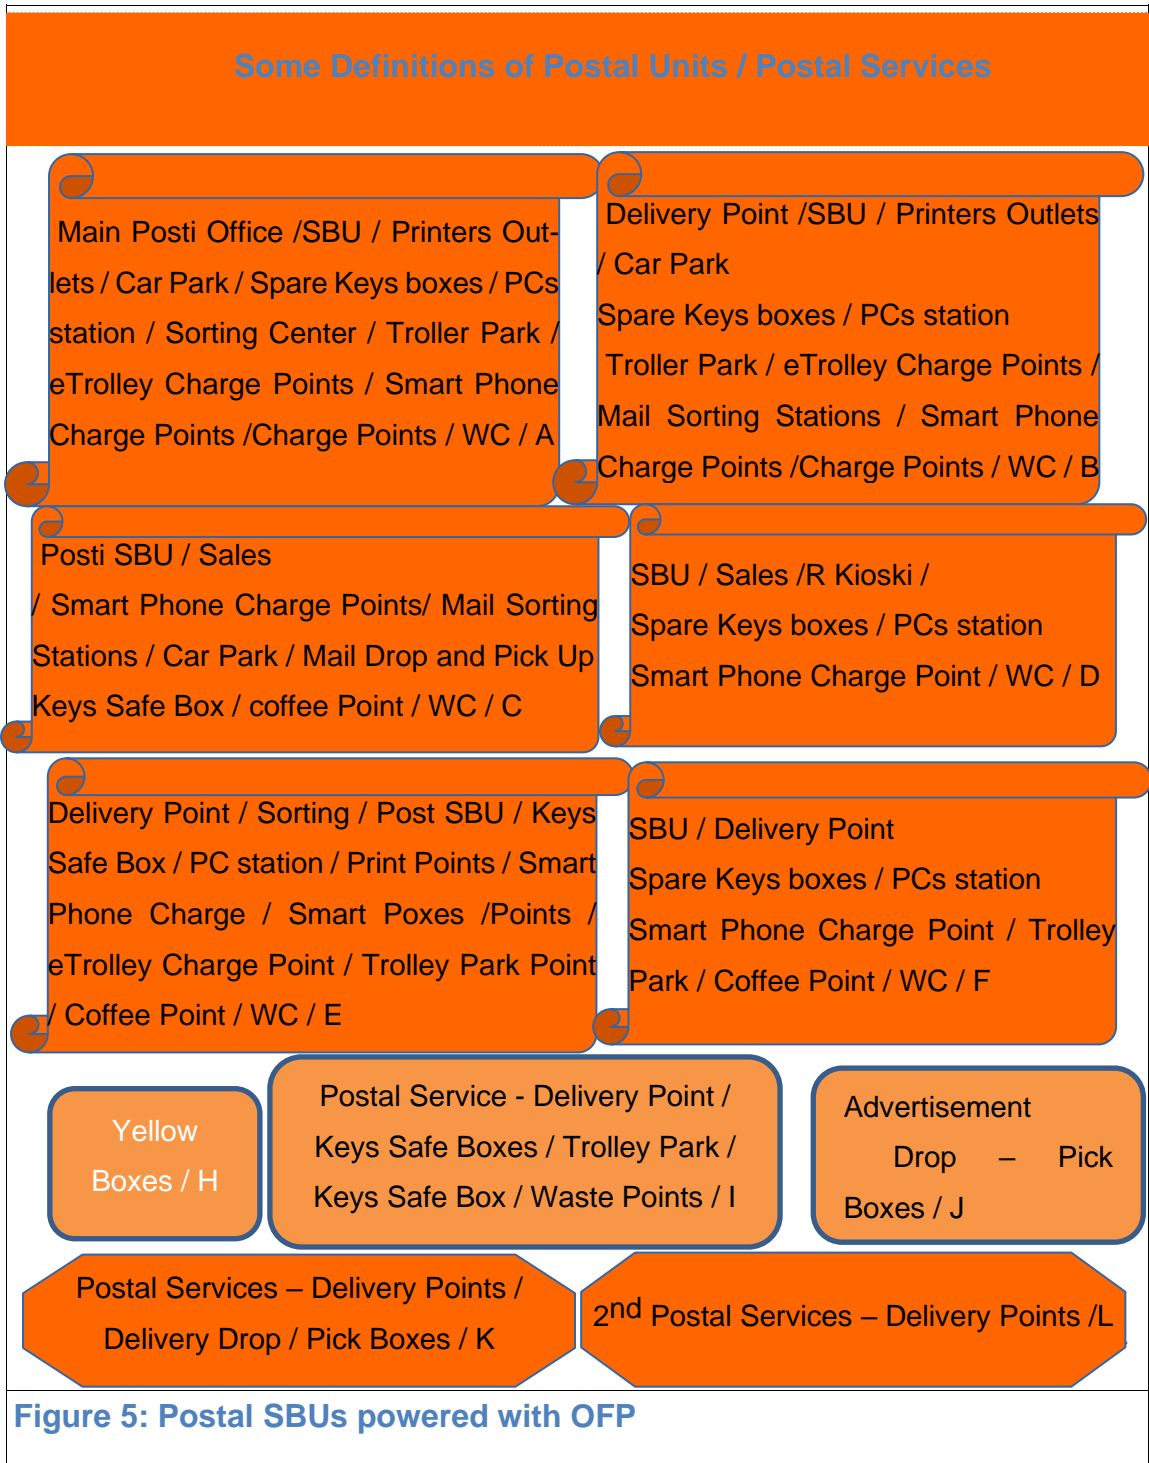 Some Definitions of Postal Units / Postal Services
Main Posti Office /SBU / Printers Out-
lets / Car Park / Spare Keys boxes / PCs
station / Sorting Center / Troller Park /
eTrolley Charge Points / Smart Phone
Charge Points /Charge Points / WC / A
Delivery Point /SBU / Printers Outlets
/ Car Park
Spare Keys boxes / PCs station
Troller Park / eTrolley Charge Points /
Mail Sorting Stations / Smart Phone
Charge Points /Charge Points / WC / B
Posti SBU / Sales
/ Smart Phone Charge Points/ Mail Sorting
Stations / Car Park / Mail Drop and Pick Up
Keys Safe Box / coffee Point / WC / C
SBU / Sales /R Kioski /
Spare Keys boxes / PCs station
Smart Phone Charge Point / WC / D
Delivery Point / Sorting / Post SBU / Keys
Safe Box / PC station / Print Points / Smart
Phone Charge / Smart Poxes /Points /
eTrolley Charge Point / Trolley Park Point
/ Coffee Point / WC / E
SBU / Delivery Point
Spare Keys boxes / PCs station
Smart Phone Charge Point / Trolley
Park / Coffee Point / WC / F
Yellow
Boxes / H
Postal Service - Delivery Point /
Keys Safe Boxes / Trolley Park /
Keys Safe Box / Waste Points / I
Advertisement
Drop – Pick
Boxes / J
Postal Services – Delivery Points /
Delivery Drop / Pick Boxes / K
2nd Postal Services – Delivery Points /L
Figure 5: Postal SBUs powered with OFP